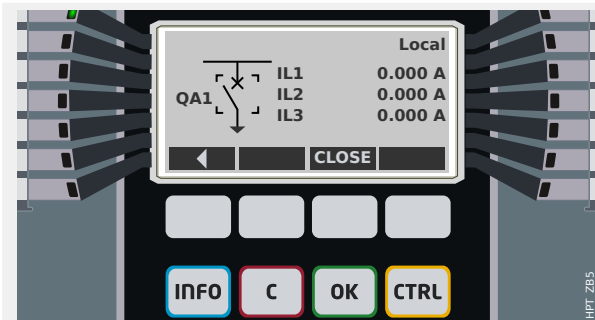 Local
IL1 0.000 A
QA1 IL2 0.000 A
IL3 0.000 A
CLOSE
INFO C OK CTRL
HPT_ZB5